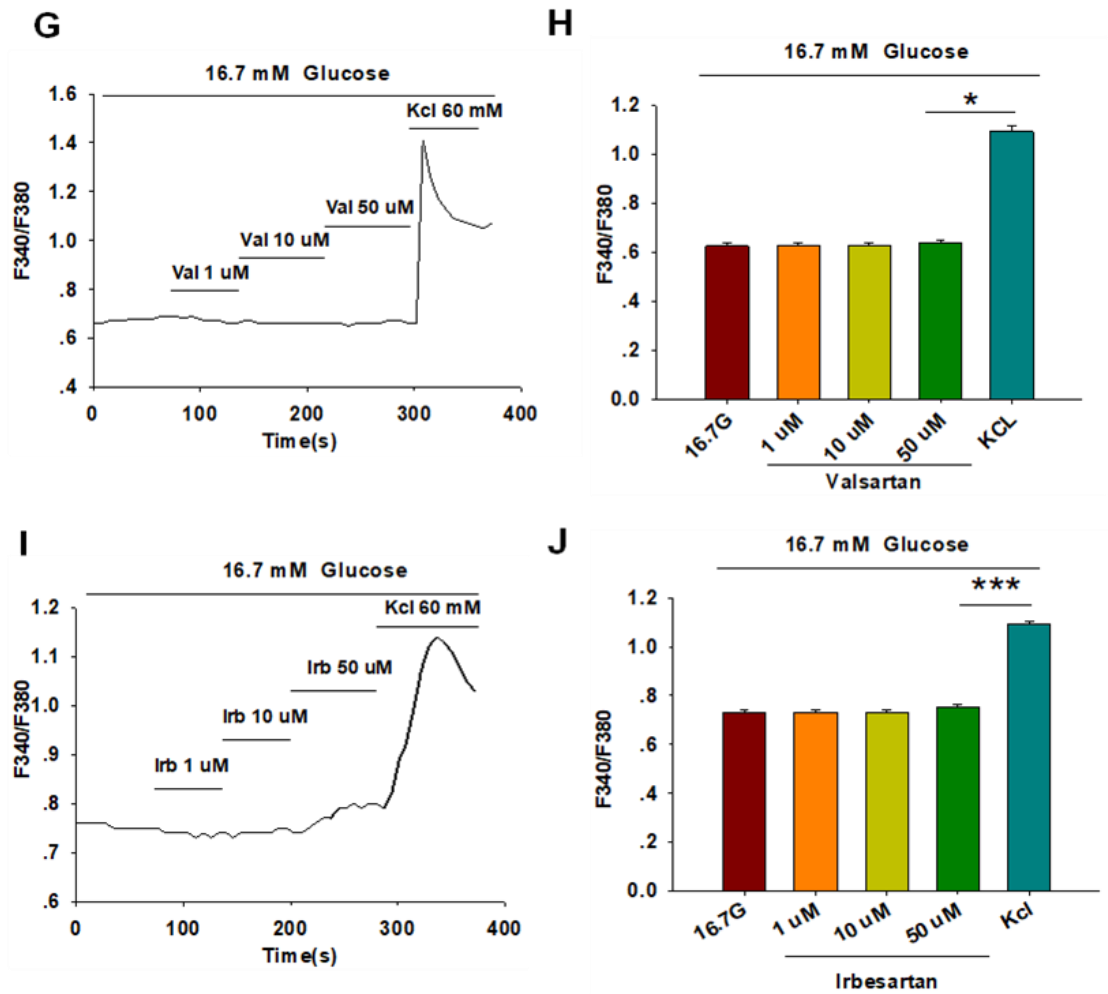 G
16.7 mM Glucose
1.6
1.4
1.2
1.0
.8
.6
.4
F340/F380
Kcl 60 mM
Val 50 uM
Val 10 uM
Val 1 uM
0 100 200 300 400
Time(s)
H
16.7 mM Glucose
1.2
1.0
.8
.6
.4
.2
0.0
F340/F380
*
16.7G 1 uM 10 uM 50 uM KCL
Valsartan
I
16.7 mM Glucose
1.2
1.1
1.0
.9
.8
.7
.6
F340/F380
Kcl 60 mM
Irb 50 uM
Irb 10 uM
Irb 1 uM
0 100 200 300 400
Time(s)
J
16.7 mM Glucose
1.2
1.0
.8
.6
.4
.2
0.0
F340/F380
***
16.7G 1 uM 10 uM 50 uM Kcl
Irbesartan